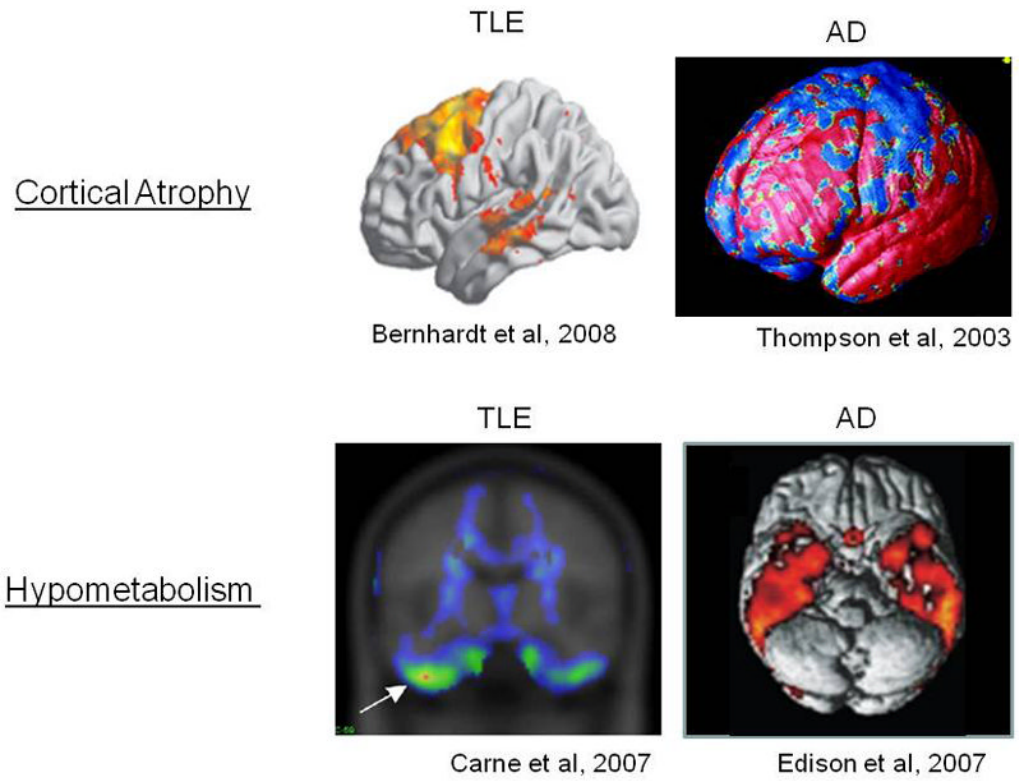 TLE
AD
Cortical Atrophy
Bernhardt et al, 2008
Thompson et al, 2003
TLE
AD
Hypometabolism
Carne et al, 2007
Edison et al, 2007